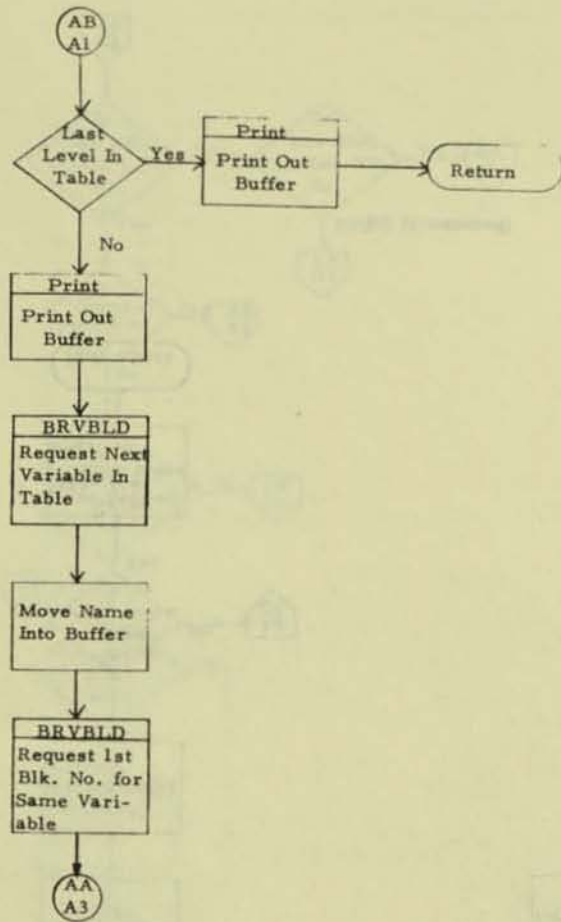 AB
A1
Last
Level In
Table
Yes
Print
Print Out
Buffer
Return
No
Print
Print Out
Buffer
BRVBLD
Request Next
Variable In
Table
Move Name
Into Buffer
BRVBLD
Request 1st
Blk. No. for
Same Vari-
able
AA
A3